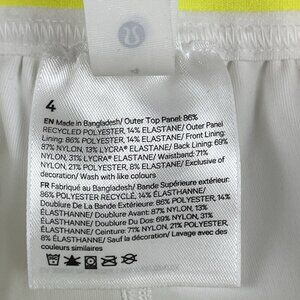 4
EN Made in Bangladesh/ Outer Top Panel: 86%
RECYCLED POLYESTER, 14% ELASTANE/ Outer Panel
Lining: 86% POLYESTER, 14% ELASTANE/ Front Lining:
87% NYLON, 13% LYCRA® ELASTANE/ Back Lining: 69%
NYLON, 31% LYCRA® ELASTANE/ Waistband: 71%
NYLON, 21% POLYESTER, 8% ELASTANE/ Exclusive of
decoration/ Wash with like colours
FR Fabriqué au Bangladesh/ Bande Supérieure extérieur:
86% POLYESTER RECYCLÉ, 14% ÉLASTHANNE/
Doublure De La Bande Extérieure: 86% POLYESTER, 14%
ÉLASTHANNE/ Doublure Avant: 87% NYLON, 13%
ÉLASTHANNE/ Doublure Du Dos: 69% NYLON, 31%
ÉLASTHANNE/ Ceinture: 71% NYLON, 21% POLYESTER,
8% ÉLASTHANNE/ Sauf la décoration/ Lavage avec des
couleurs similaires